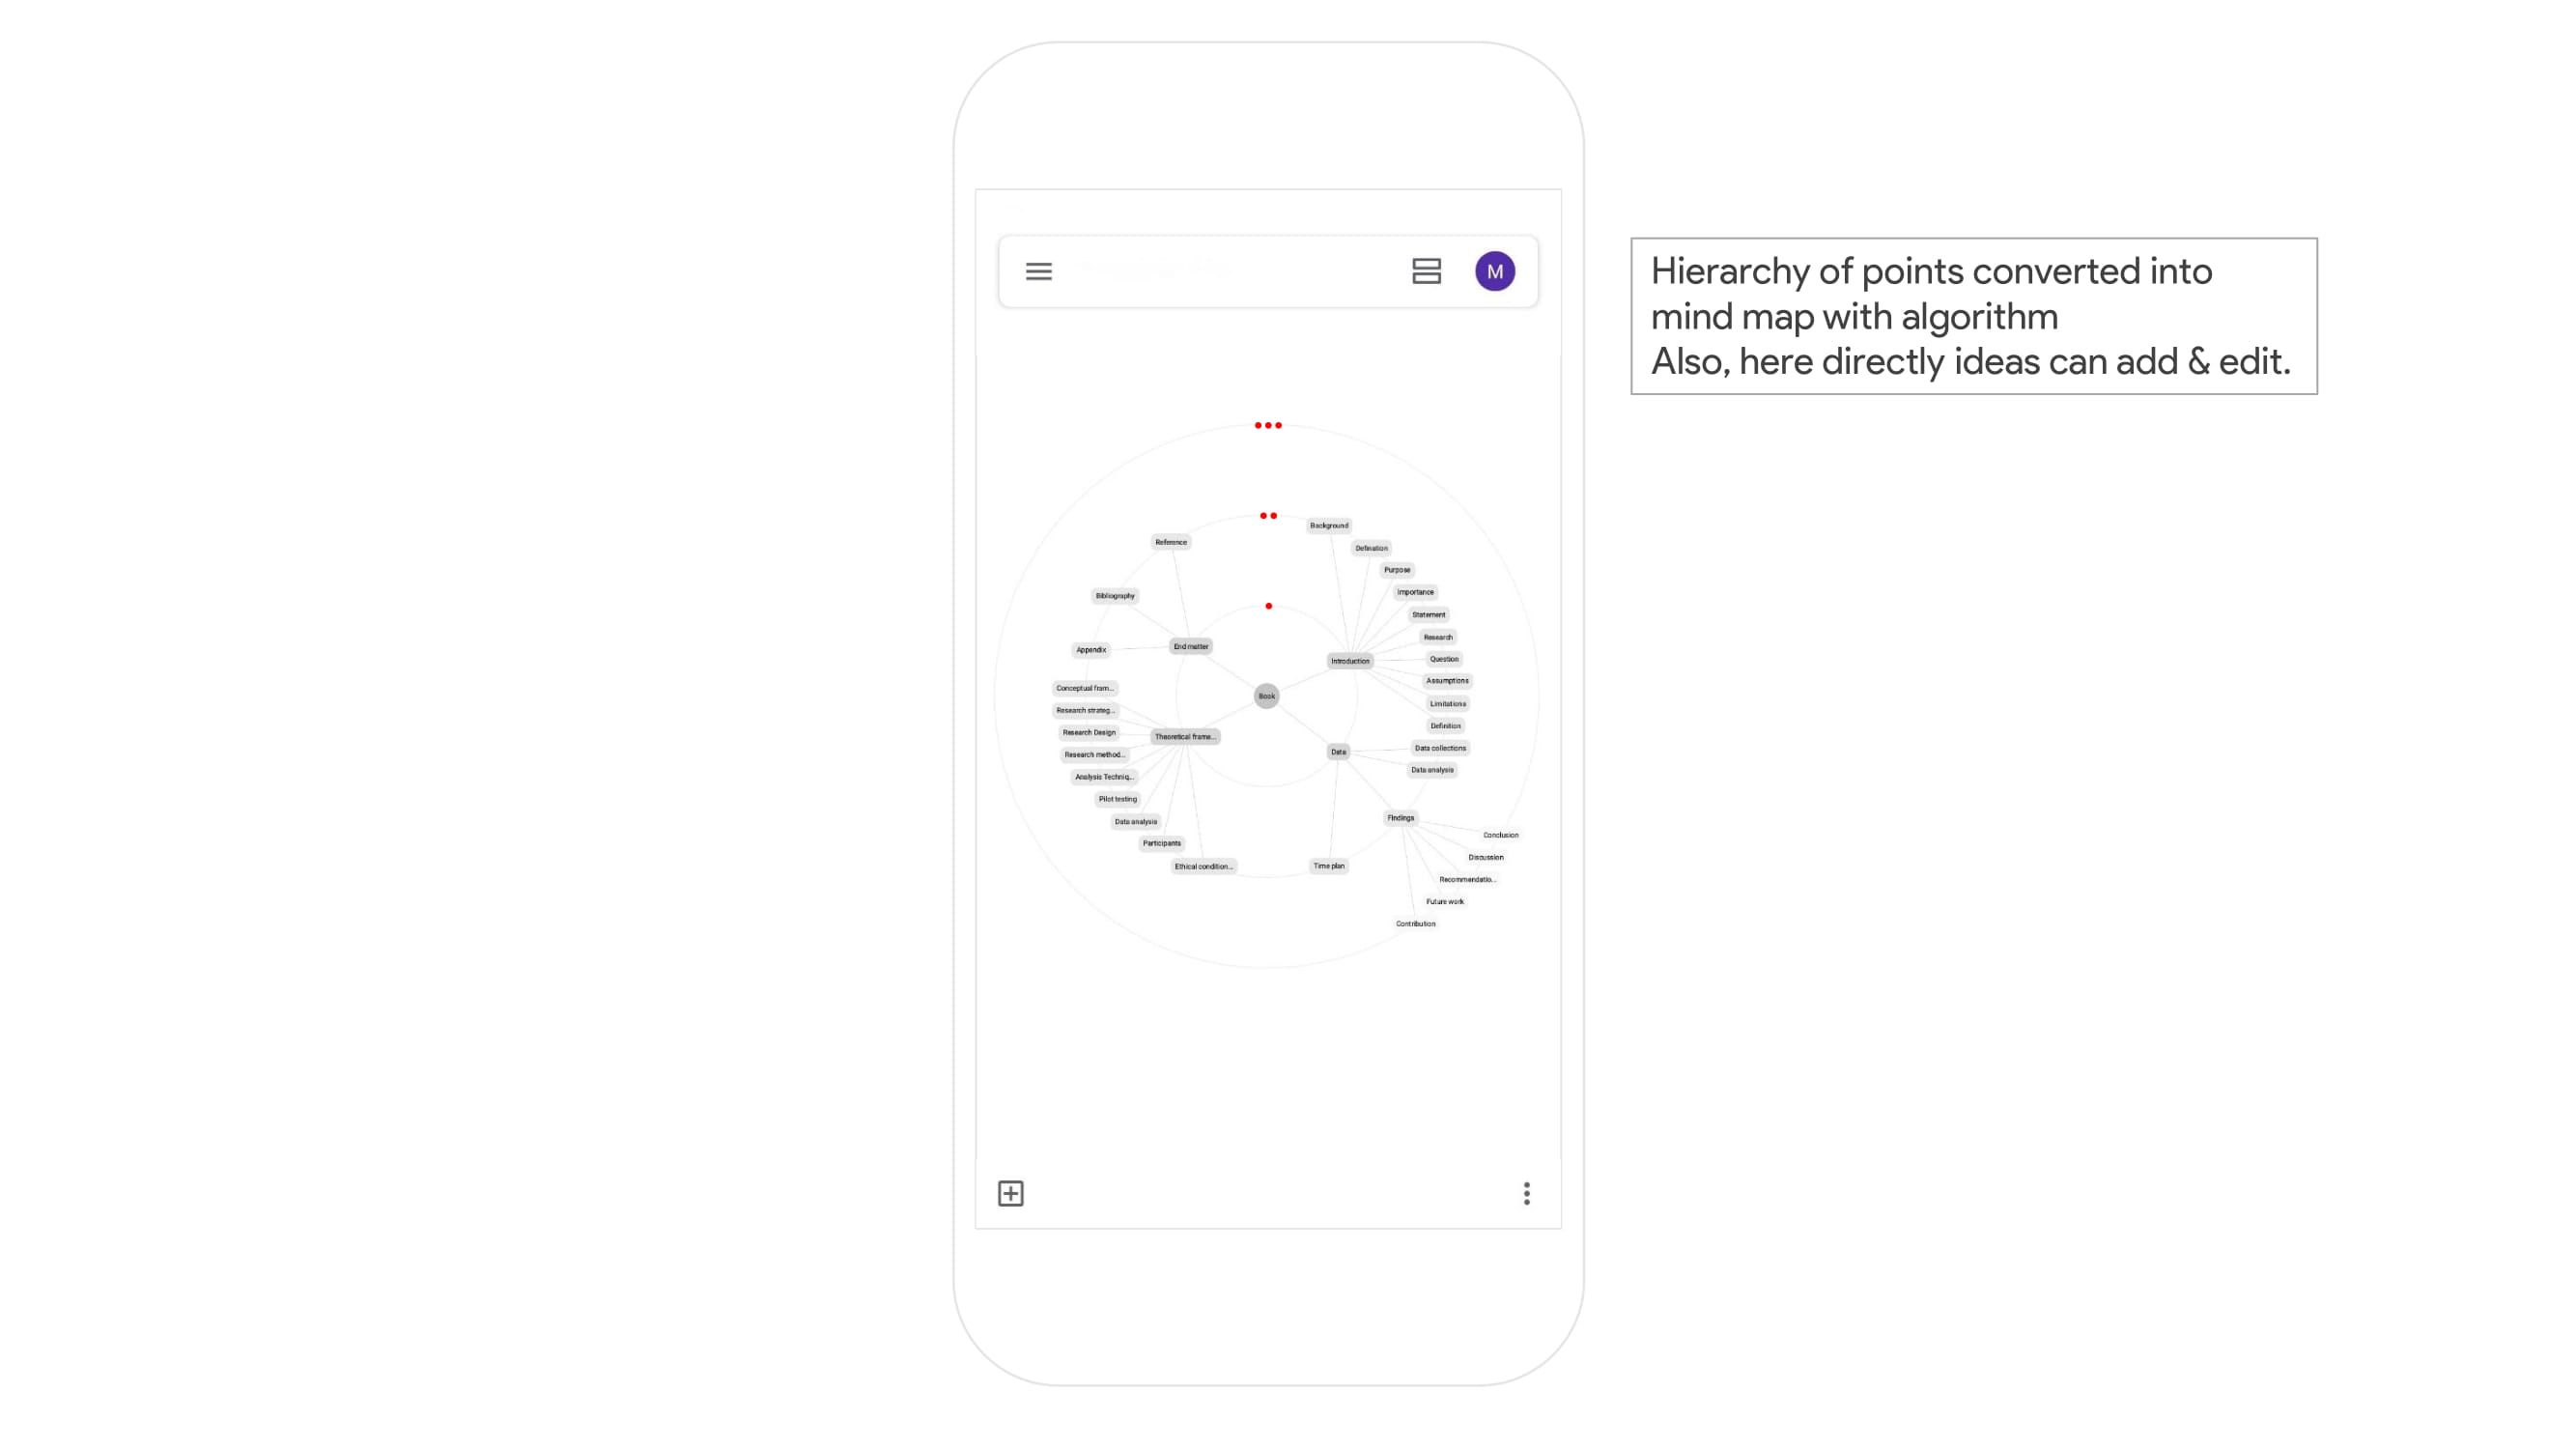 M
Hierarchy of points converted into
mind map with algorithm
Also, here directly ideas can add & edit.
Background
Reference
Defination
Purpose
Importance
Bibliography
Statement
Research
End matter
Appendix
Question
Introduction
Assumptions
Conceptual fram...
Book
Limitations
Research strateg...
Definition
Research Design
Theoretical frame...
Data collections
Data
Research method...
Data analysis
Analysis Techniq...
Pilot testing
Findings
Data analysis
Conclusion
Participants
Discussion
Ethical condition...
Time plan
Recommendatio...
Future work
Contribution